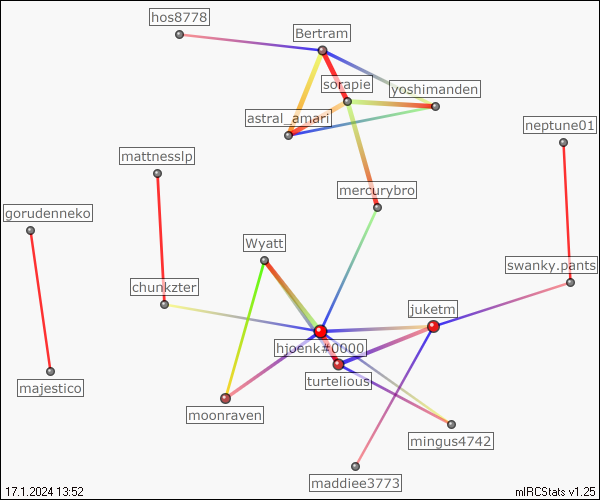 hos8778
Bertram
sorapie
yoshimanden
astral_amari
neptune01
mattnesslp
mercurybro
gorudenneko
Wyatt
swanky.pants
chunkzter
juketm
hjoenk#0000
turtelious
majestico
moonraven
mingus4742
maddiee3773
17.1.2024 13:52
mIRCStats v1.25